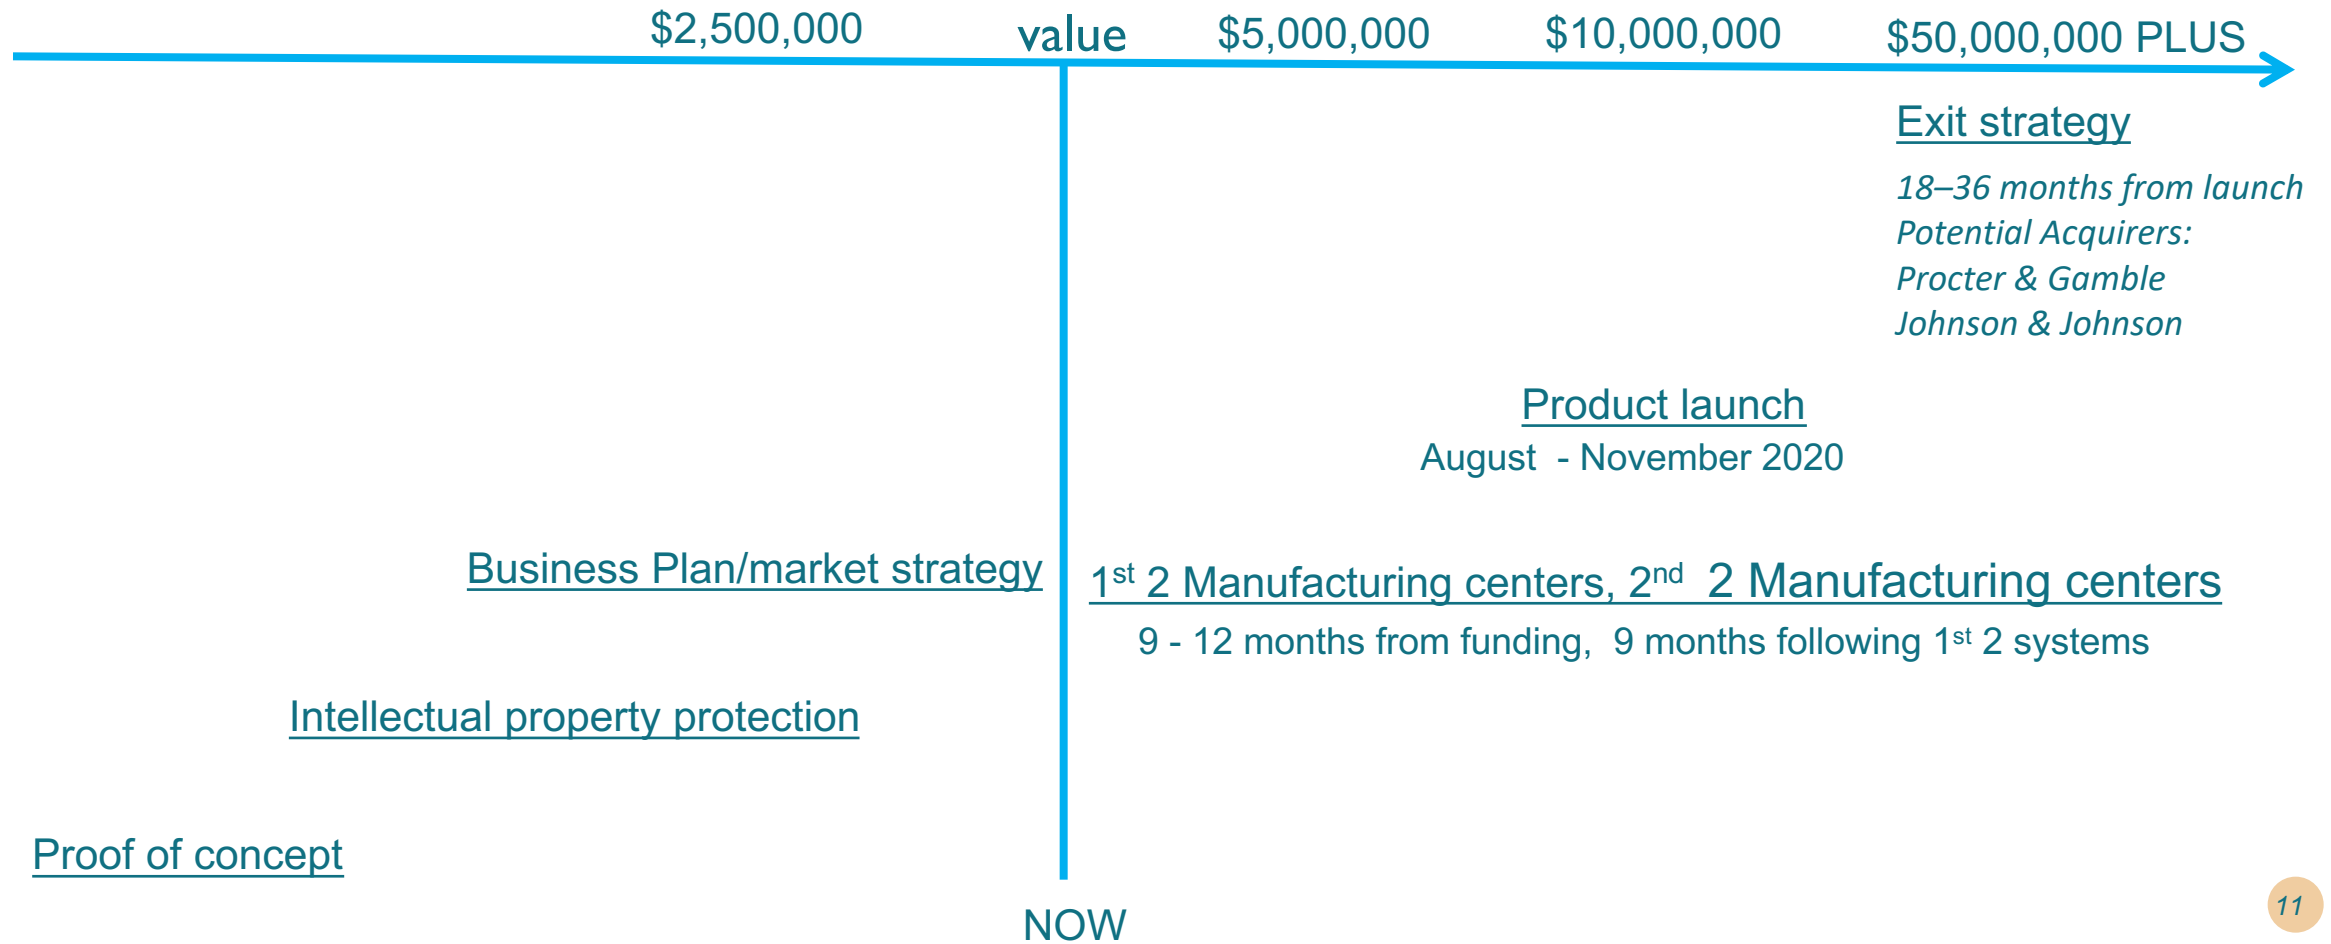 $2,500,000 value $5,000,000 $10,000,000 $50,000,000 PLUS
Exit strategy
18–36 months from launch
Potential Acquirers:
Procter & Gamble
Johnson & Johnson
Product launch
August - November 2020
Business Plan/market strategy
1st 2 Manufacturing centers, 2nd 2 Manufacturing centers
9 - 12 months from funding, 9 months following 1st 2 systems
Intellectual property protection
Proof of concept
NOW
11